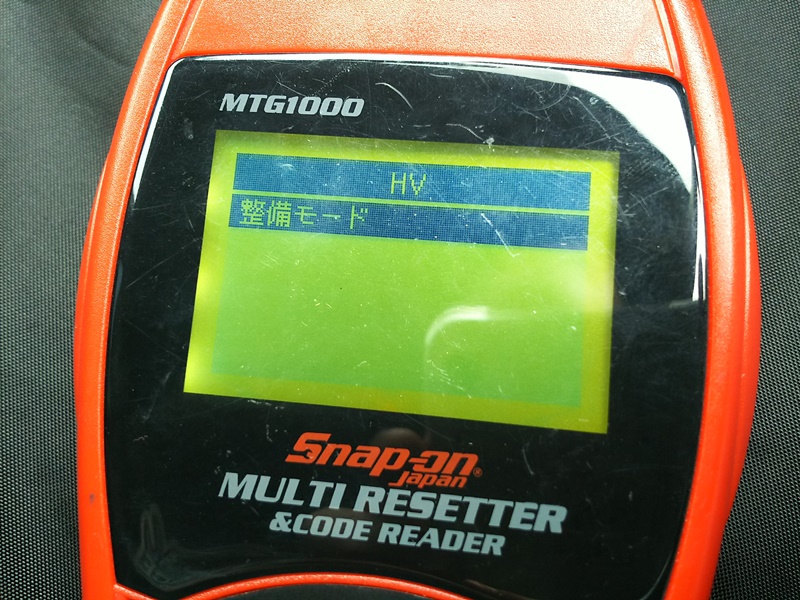 MTG1000
HV
整備モード
Snap-on®
Japan
MULTI RESETTER
&CODE READER